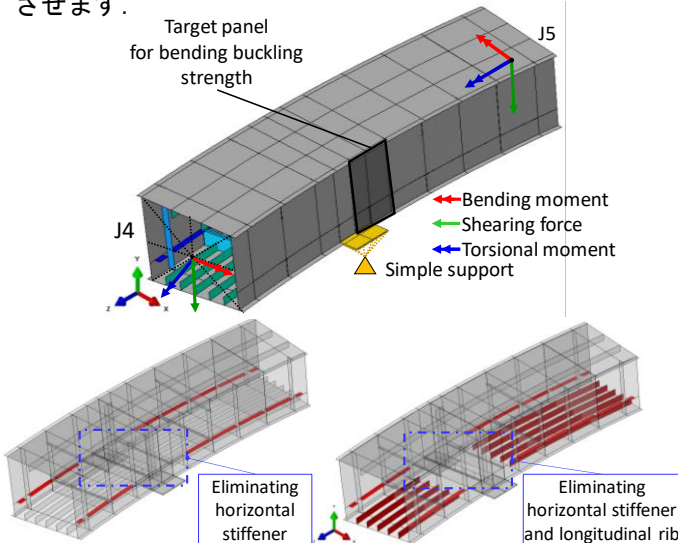 させます.
Target panel
for bending buckling
strength
J5
Bending moment
Shearing force
Torsional moment
J4
Simple support
Y
Z
X
Eliminating
horizontal
stiffener
Eliminating
horizontal stiffener
and longitudinal rib